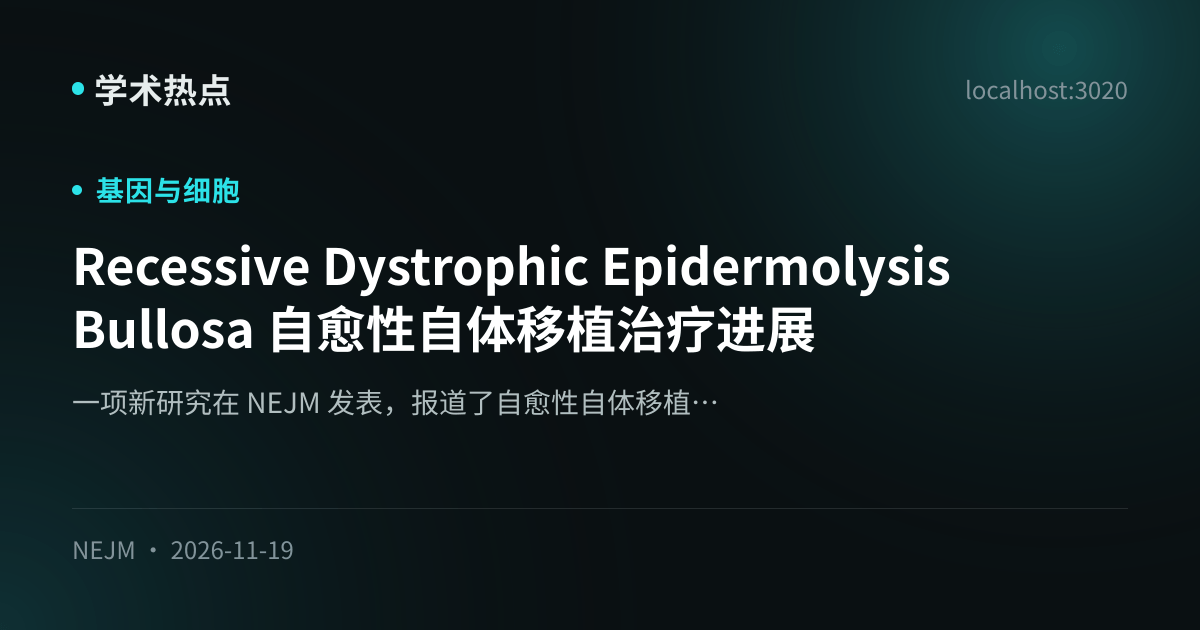 学术热点
localhost:3020
基因与细胞
Recessive Dystrophic Epidermolysis
Bullosa 自愈性自体移植治疗进展
一项新研究在 NEJM 发表，报道了自愈性自体移植…
NEJM · 2026-11-19